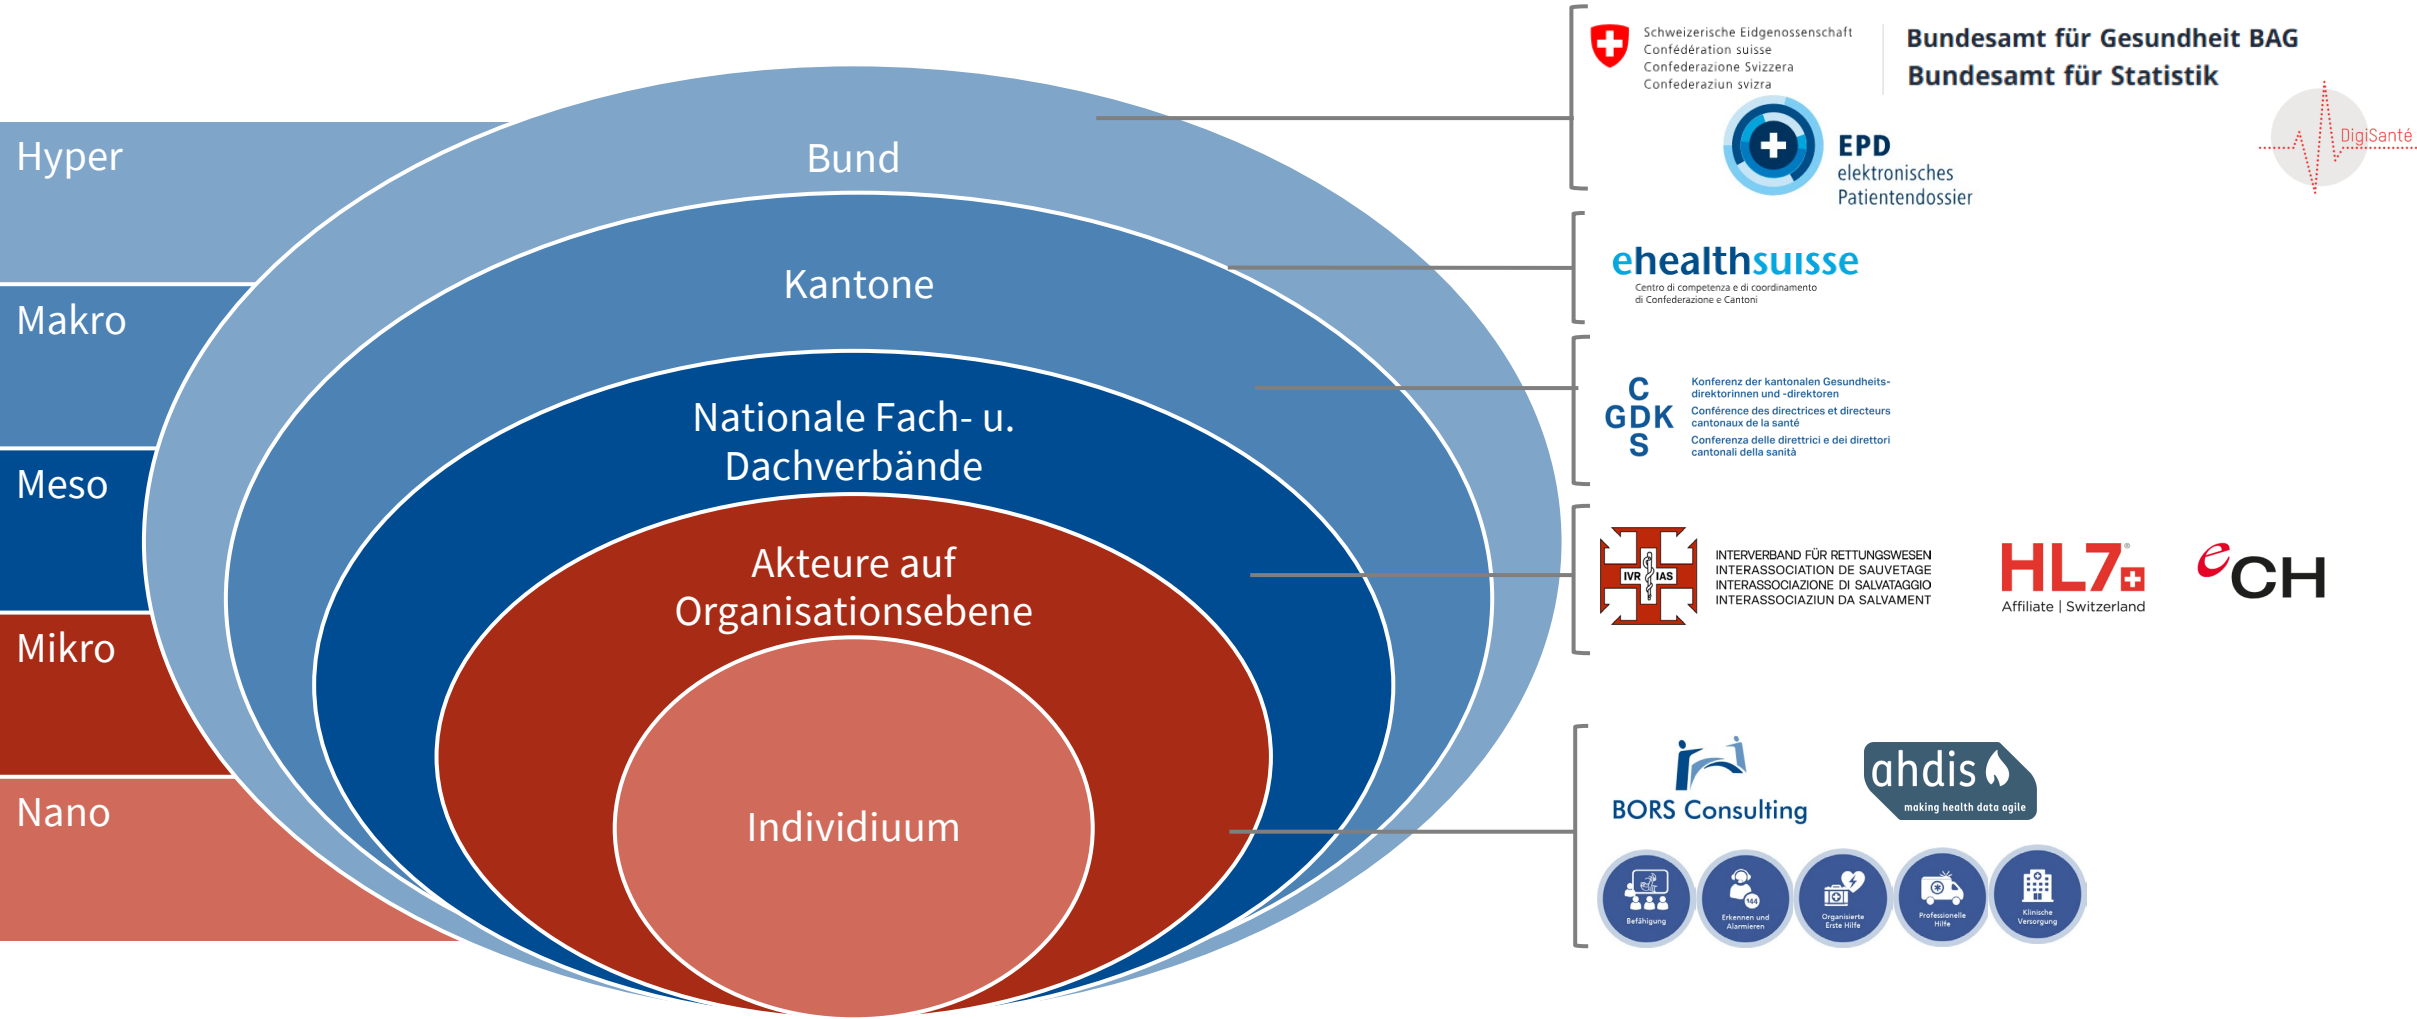 Hyper
Makro
Meso
Mikro
Nano
Bund
Kantone
Nationale Fach- u.
Dachverbände
Akteure auf
Organisationsebene
Individiuum
Schweizerische Eidgenossenschaft
Confédération suisse
Confederazione Svizzera
Confederaziun svizra
Bundesamt für Gesundheit BAG
Bundesamt für Statistik
EPD
elektronisches
Patientendossier
DigiSanté
ehealthsuisse
Centro di competenza e di coordinamento
di Confederazione e Cantoni
C
GDK
S
Konferenz der kantonalen Gesundheits-
direktorinnen und -direktoren
Conférence des directrices et directeurs
cantonaux de la santé
Conferenza delle direttrici e dei direttori
cantonali della sanità
IVR IAS
INTERVERBAND FÜR RETTUNGSWESEN
INTERASSOCIATION DE SAUVETAGE
INTERASSOCIAZIONE DI SALVATAGGIO
INTERASSOCIAZIUN DA SALVAMENT
HL7®
Affiliate | Switzerland
eCH
BORS Consulting
ahdis
making health data agile
Befähigung
144
Erkennen und
Alarmieren
Organisierte
Erste Hilfe
Professionelle
Hilfe
Klinische
Versorgung